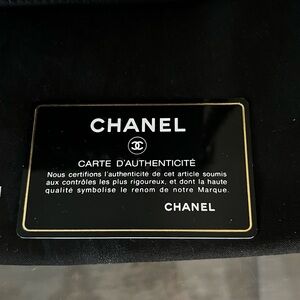 CHANEL
CARTE D'AUTHENTICITÉ
Nous certifions l'authenticité de cet article soumis
aux contrôles les plus rigoureux, et dont la haute
qualité symbolise le renom de notre Marque.
CHANEL